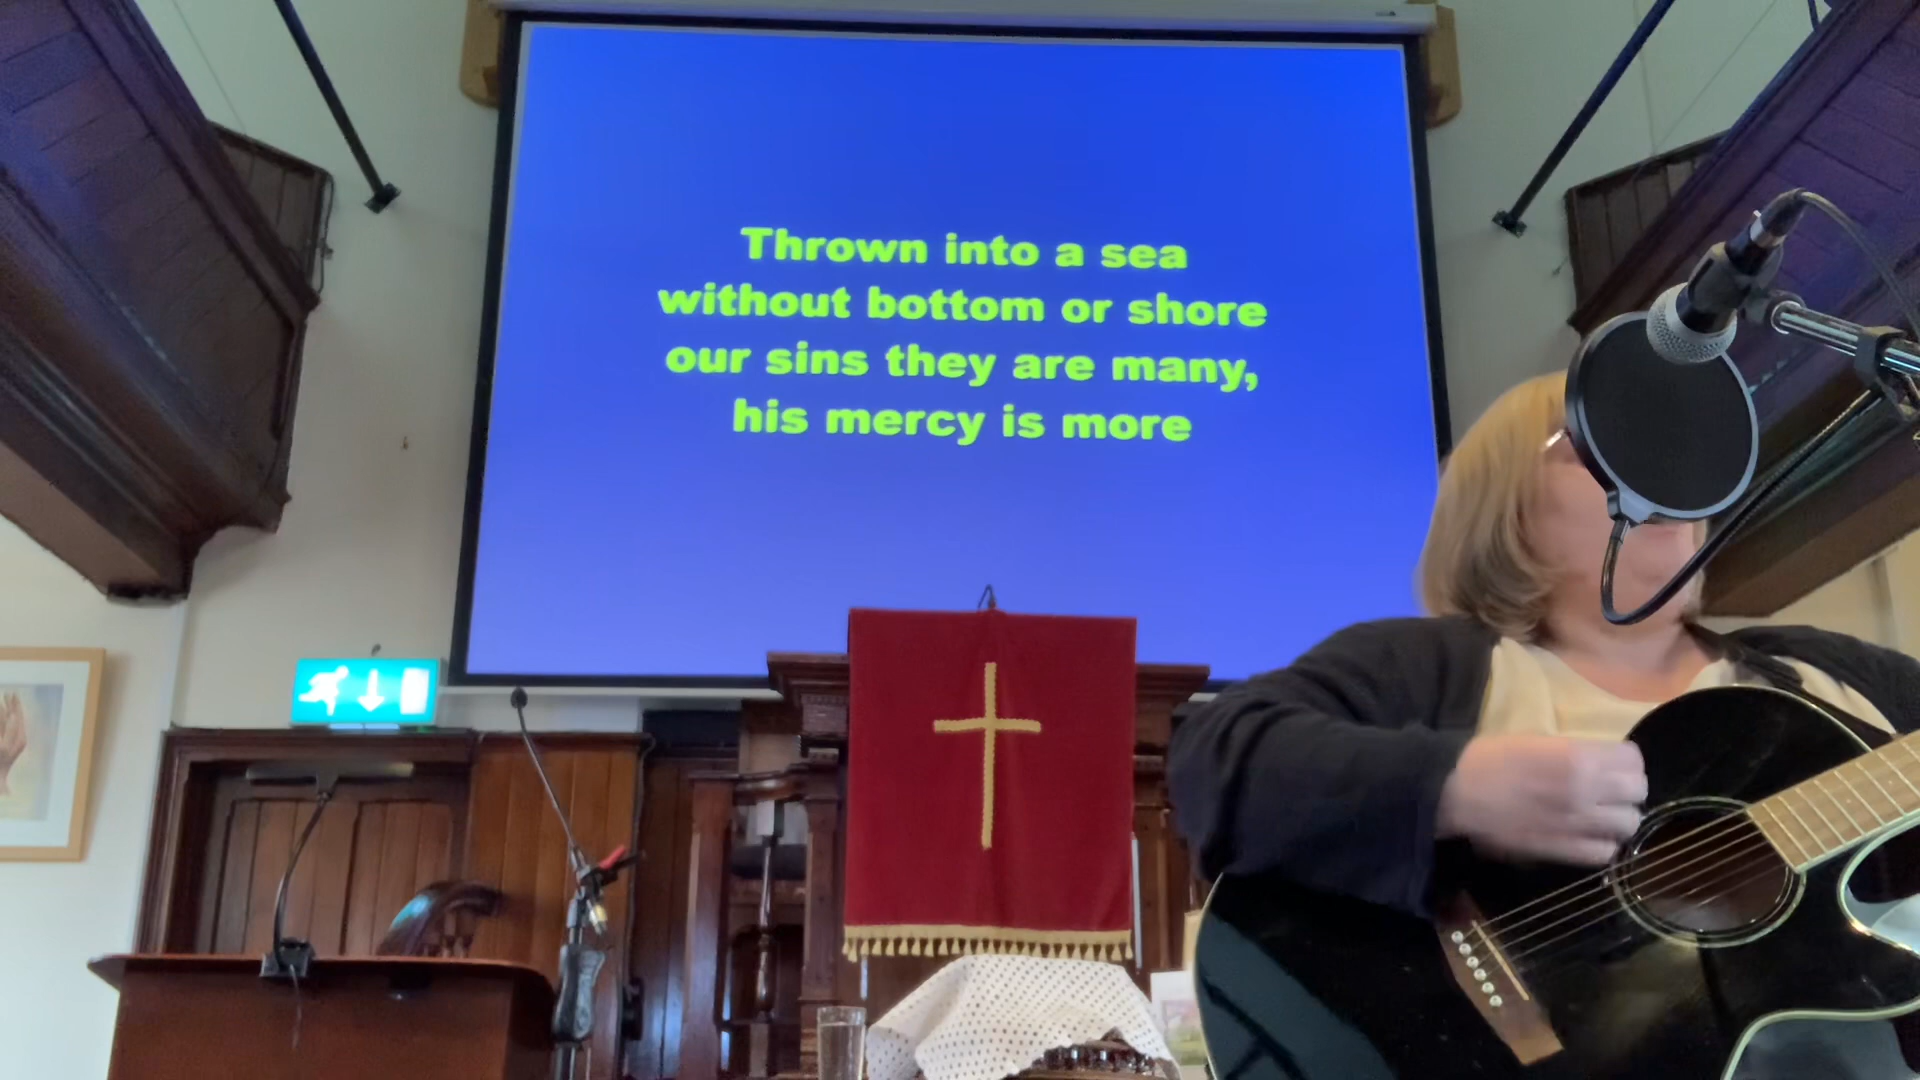 Thrown into a sea
without bottom or shore
our sins they are many,
his mercy is more